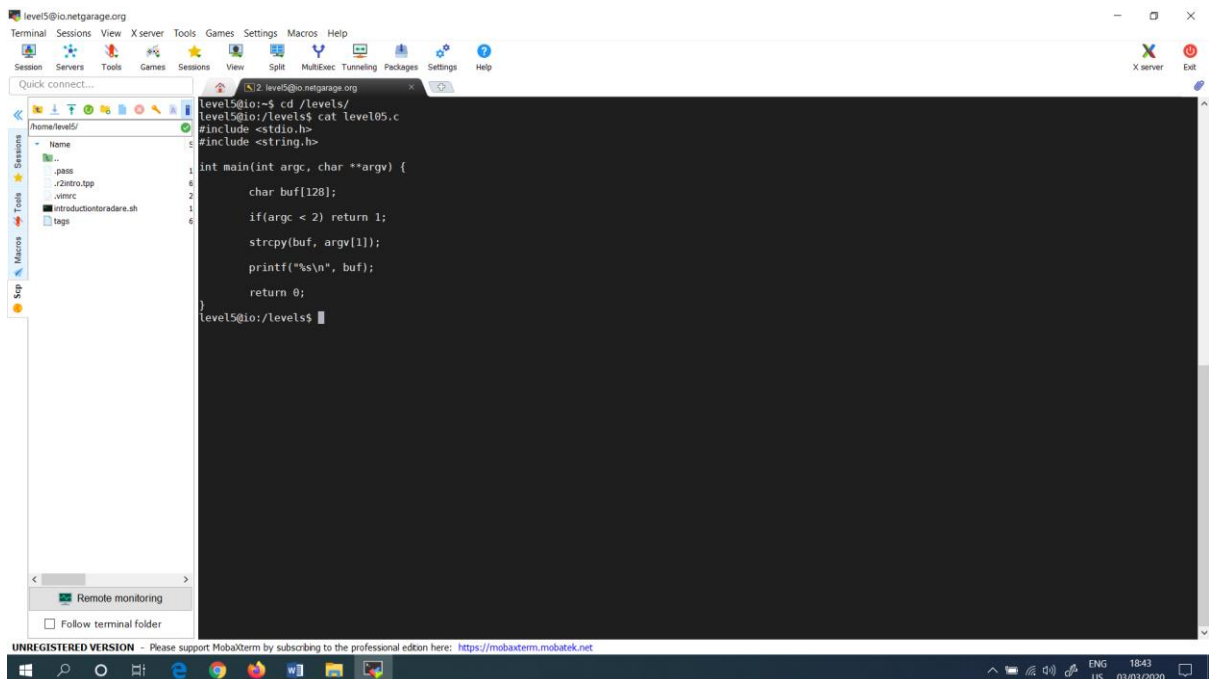 level5@io.netgarage.org
Terminal Sessions View X server Tools Games Settings Macros Help
Session Servers Tools Games Sessions View Split MultiExec Tunneling Packages Settings Help X server Exit
Quick connect...
2. level5@io.netgarage.org
/home/level5/
Name
..
.pass
.r2intro.tpp
.vimrc
introductiontoradare.sh
tags
Sessions
Tools
Macros
Scp
level5@io:~$ cd /levels/
level5@io:/levels$ cat level05.c
#include <stdio.h>
#include <string.h>
int main(int argc, char **argv) {
char buf[128];
if(argc < 2) return 1;
strcpy(buf, argv[1]);
printf("%s\n", buf);
return 0;
}
level5@io:/levels$
Remote monitoring
Follow terminal folder
UNREGISTERED VERSION - Please support MobaXterm by subscribing to the professional edition here: https://mobaxterm.mobatek.net
ENG 18:43
US 03/03/2020